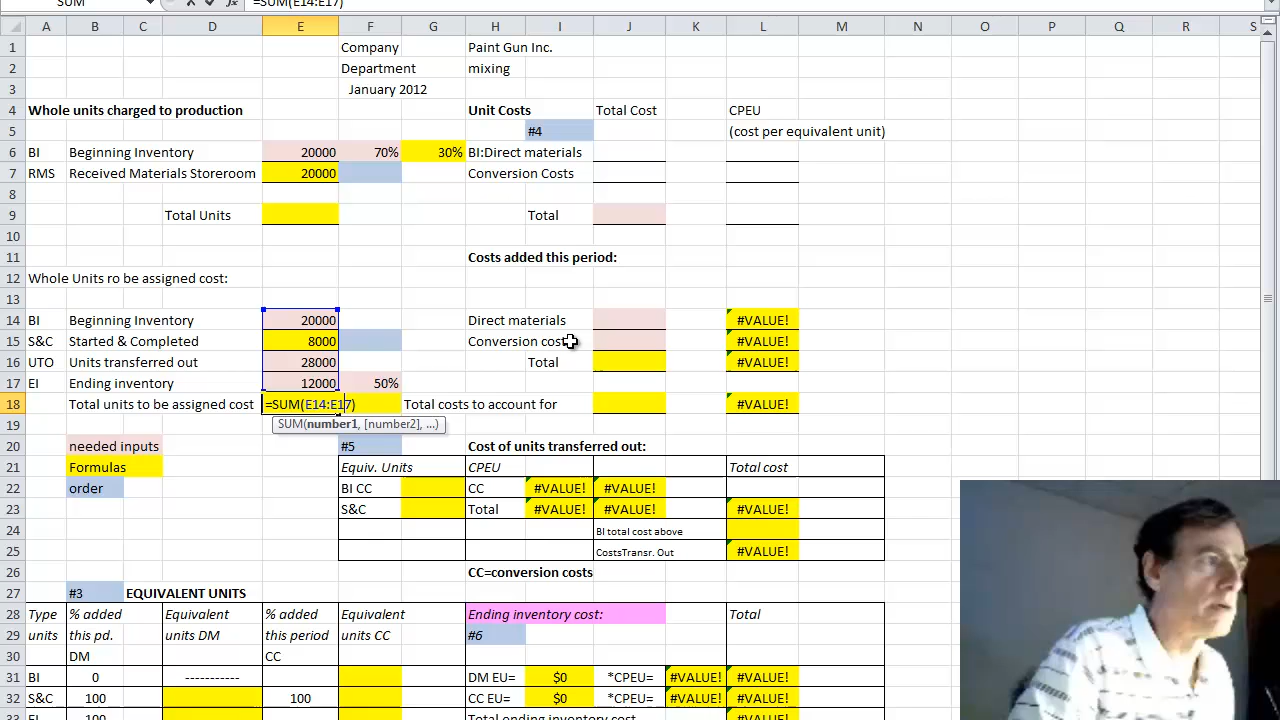 SUM =SUM(E14:E17)
A B C D E F G H I J K L M N O P Q R S
1 Company Paint Gun Inc.
2 Department mixing
3 January 2012
4 Whole units charged to production Unit Costs Total Cost CPEU
5 #4 (cost per equivalent unit)
6 BI Beginning Inventory 20000 70% 30% BI:Direct materials
7 RMS Received Materials Storeroom 20000 Conversion Costs
8
9 Total Units Total
10
11 Costs added this period:
12 Whole Units ro be assigned cost:
13
14 BI Beginning Inventory 20000 Direct materials #VALUE!
15 S&C Started & Completed 8000 Conversion cost #VALUE!
16 UTO Units transferred out 28000 Total #VALUE!
17 EI Ending inventory 12000 50%
18 Total units to be assigned cost =SUM(E14:E17) Total costs to account for #VALUE!
19 SUM(number1, [number2], ...)
20 needed inputs #5 Cost of units transferred out:
21 Formulas Equiv. Units CPEU Total cost
22 order BI CC CC #VALUE! #VALUE!
23 S&C Total #VALUE! #VALUE! #VALUE!
24 BI total cost above
25 CostsTransr. Out #VALUE!
26 CC=conversion costs
27 #3 EQUIVALENT UNITS
28 Type % added Equivalent % added Equivalent Ending inventory cost: Total
29 units this pd. units DM this period units CC #6
30 DM CC
31 BI 0 ----------- DM EU= $0 *CPEU= #VALUE! #VALUE!
32 S&C 100 100 CC EU= $0 *CPEU= #VALUE! #VALUE!
EI 100 Total ending inventory cost #VALUE!